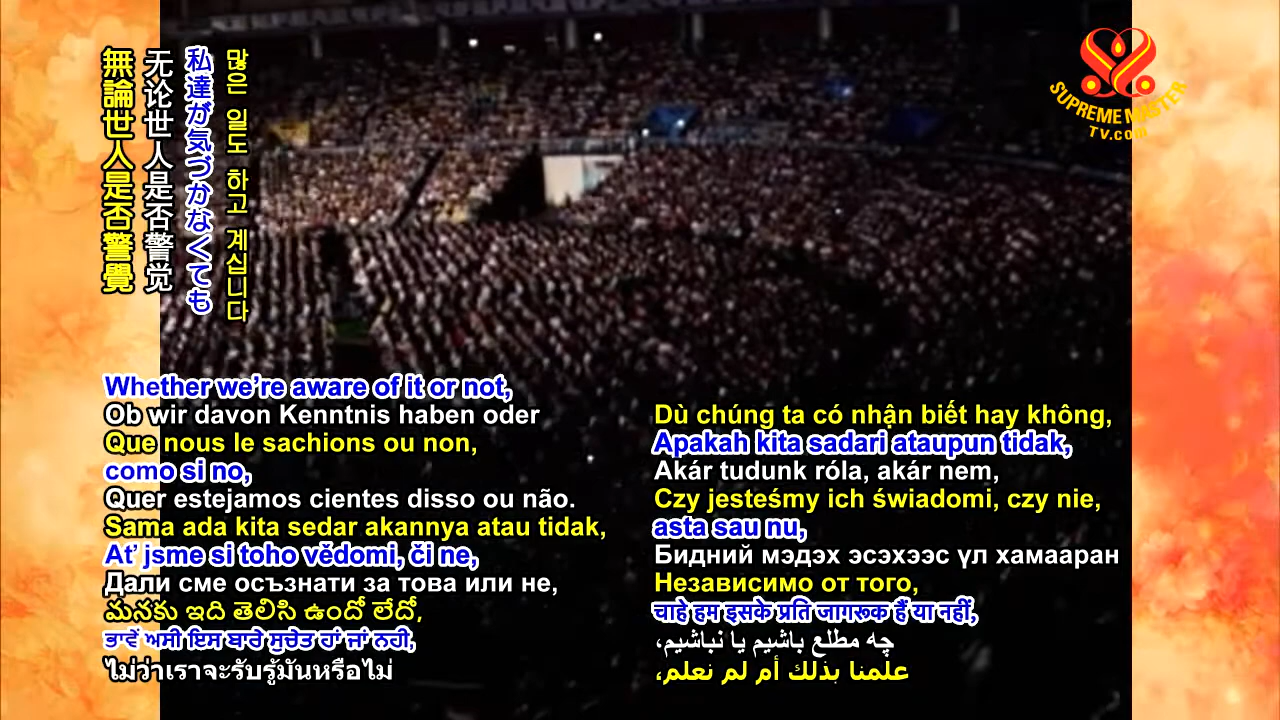 無論世人是否警覺
无论世人是否警觉
私達が気づかなくても
많은 일도 하고 계십니다
SUPREME MASTER
TV.com
Whether we're aware of it or not,
Ob wir davon Kenntnis haben oder
Que nous le sachions ou non,
como si no,
Quer estejamos cientes disso ou não.
Sama ada kita sedar akannya atau tidak,
Ať jsme si toho vědomi, či ne,
Дали сме осъзнати за това или не,
మనకు ఇది తెలిసి ఉందో లేదో,
ਭਾਵੇਂ ਅਸੀ ਇਸ ਬਾਰੇ ਸੁਚੇਤ ਹਾਂ ਜਾਂ ਨਹੀ,
ไม่ว่าเราจะรับรู้มันหรือไม่
Dù chúng ta có nhận biết hay không,
Apakah kita sadari ataupun tidak,
Akár tudunk róla, akár nem,
Czy jesteśmy ich świadomi, czy nie,
asta sau nu,
Бидний мэдэх эсэхээс үл хамааран
Независимо от того,
चाहे हम इसके प्रति जागरूक हैं या नहीं,
چه مطلع باشیم یا نباشیم،
علمنا بذلك أم لم نعلم،